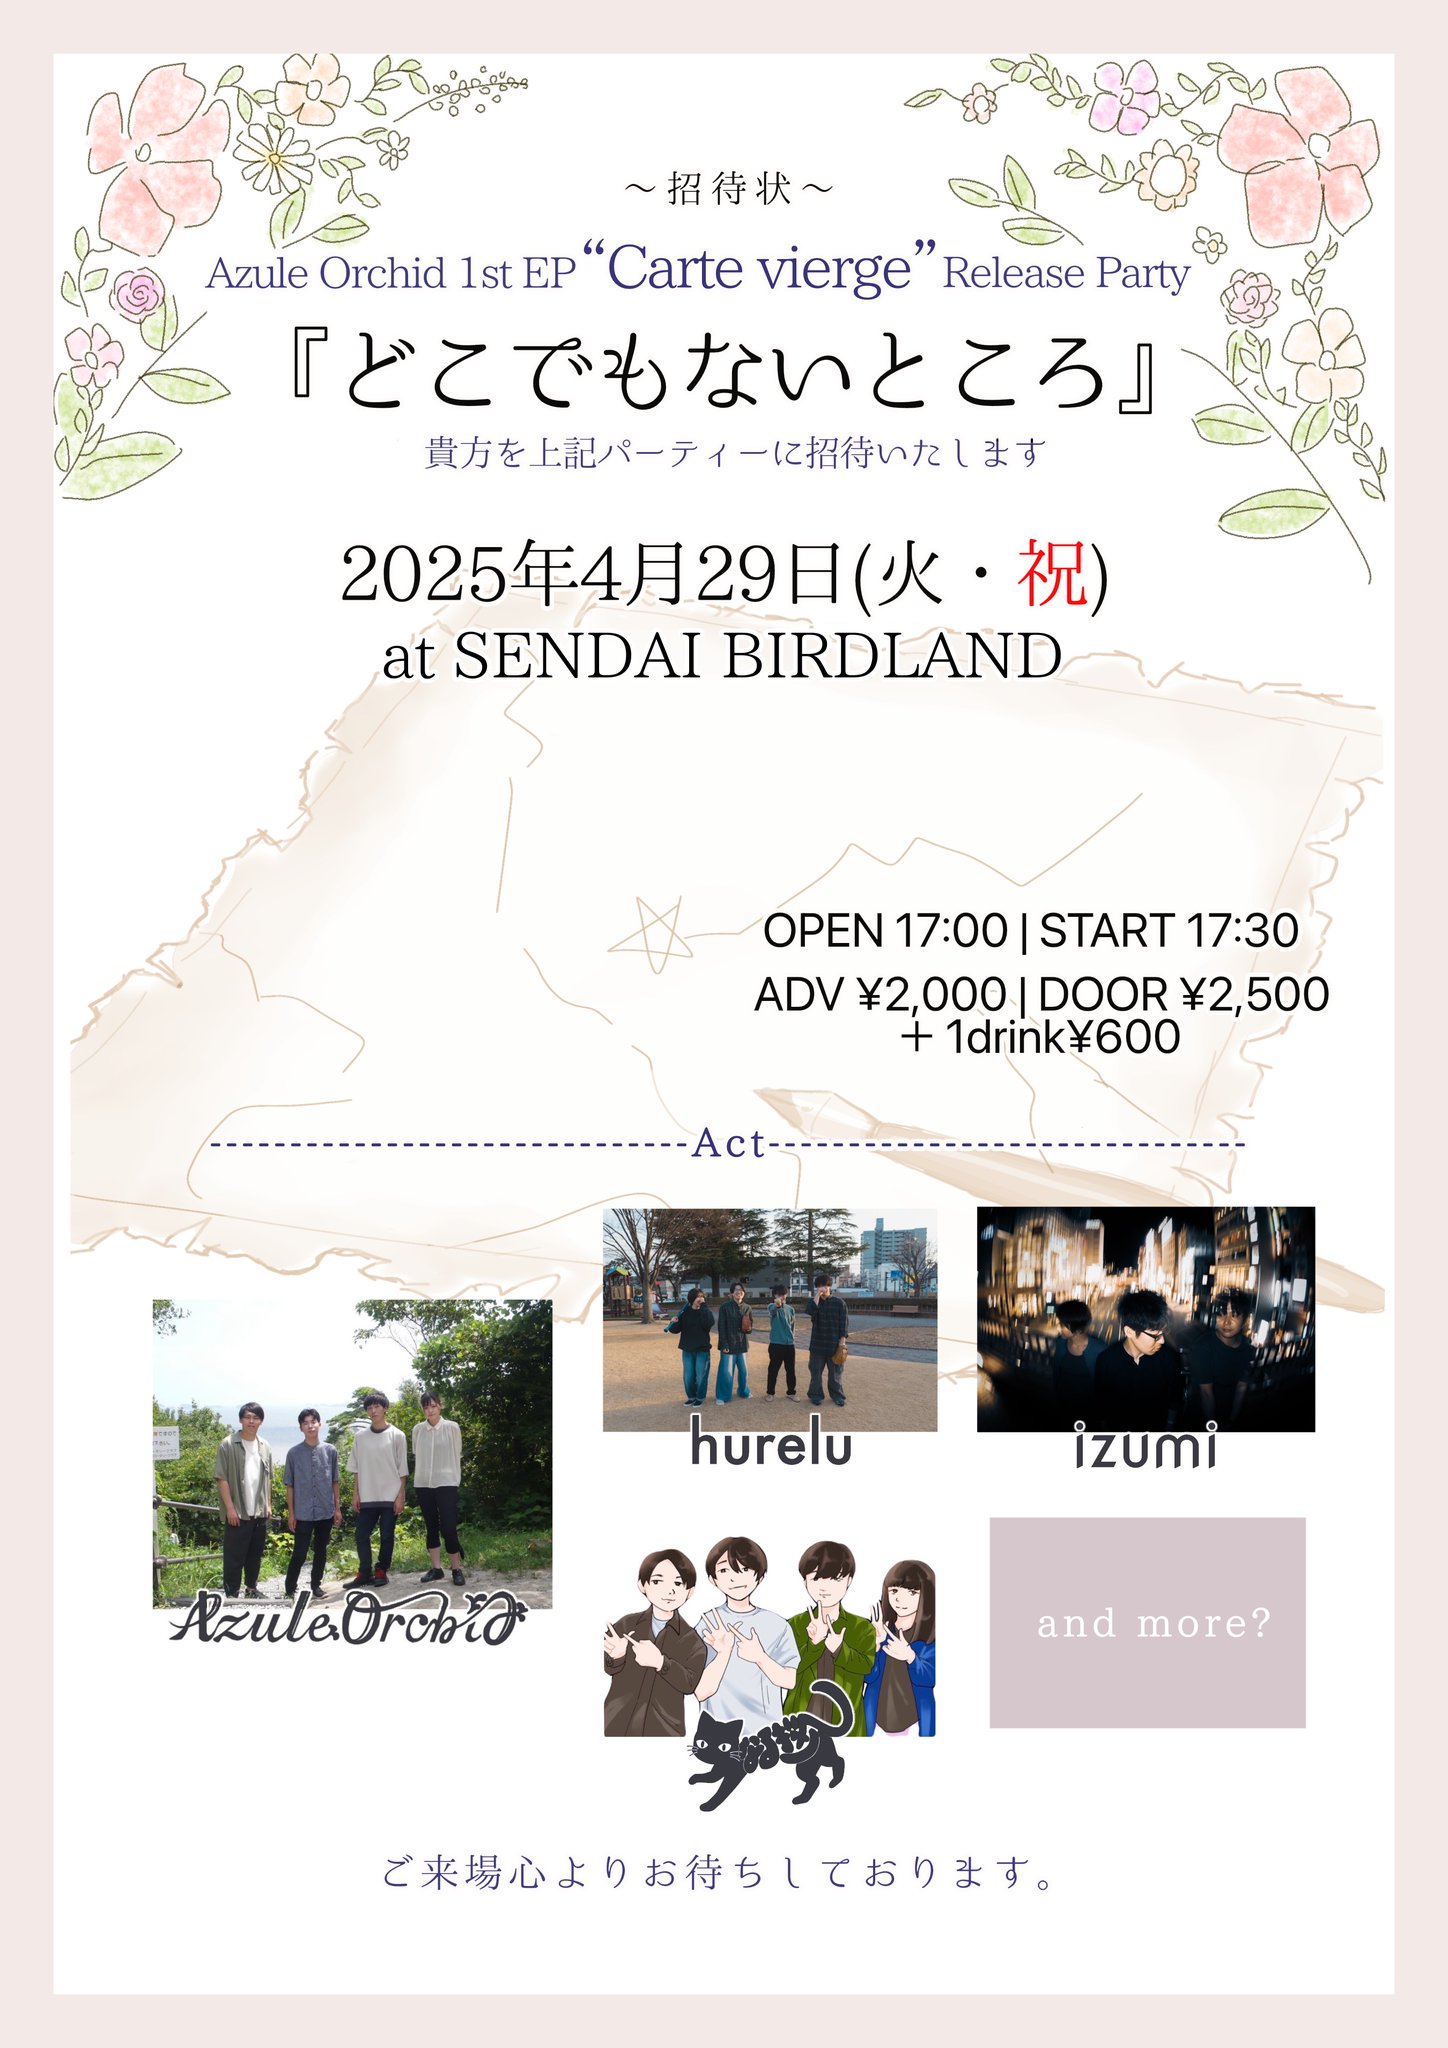 ～招待状～
Azule Orchid 1st EP “Carte vierge” Release Party
『どこでもないところ』
貴方を上記パーティーに招待いたします
2025年4月29日(火・祝)
at SENDAI BIRDLAND
OPEN 17:00 | START 17:30
ADV ¥2,000 | DOOR ¥2,500
＋ 1drink¥600
Act
hurelu
izumi
Azule Orchid
and more?
ご来場心よりお待ちしております。